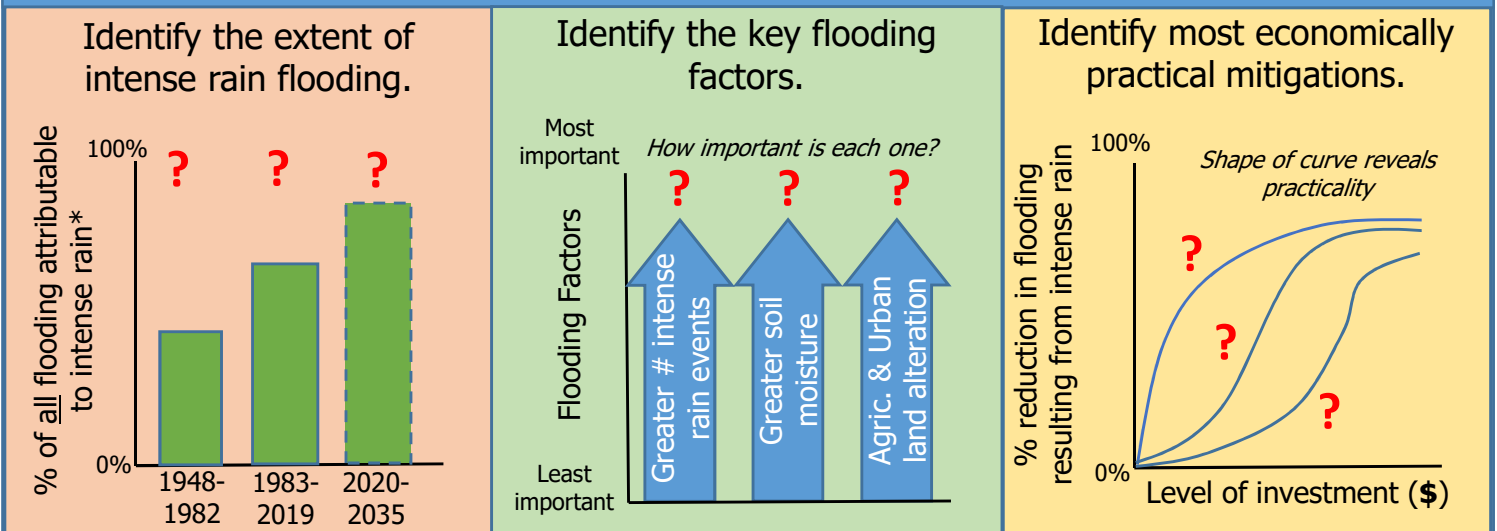 Identify the extent of
intense rain flooding.
% of all flooding attributable
to intense rain*
100%
? ? ?
0%
1948-
1982
1983-
2019
2020-
2035
Identify the key flooding
factors.
Most
important
How important is each one?
? ? ?
Flooding Factors
Greater # intense
rain events
Greater soil
moisture
Agric. & Urban
land alteration
Least
important
Identify most economically
practical mitigations.
% reduction in flooding
resulting from intense rain
100%
Shape of curve reveals
practicality
?
?
?
0%
Level of investment ($)